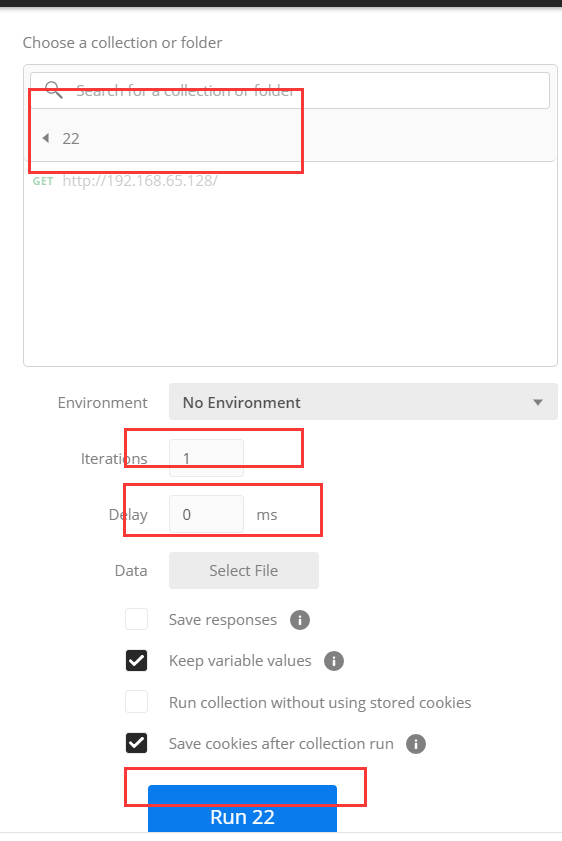 Choose a collection or folder
Search for a collection or folder
22
GET http://192.168.65.128/
Environment No Environment
Iterations 1
Delay 0 ms
Data Select File
Save responses
Keep variable values
Run collection without using stored cookies
Save cookies after collection run
Run 22